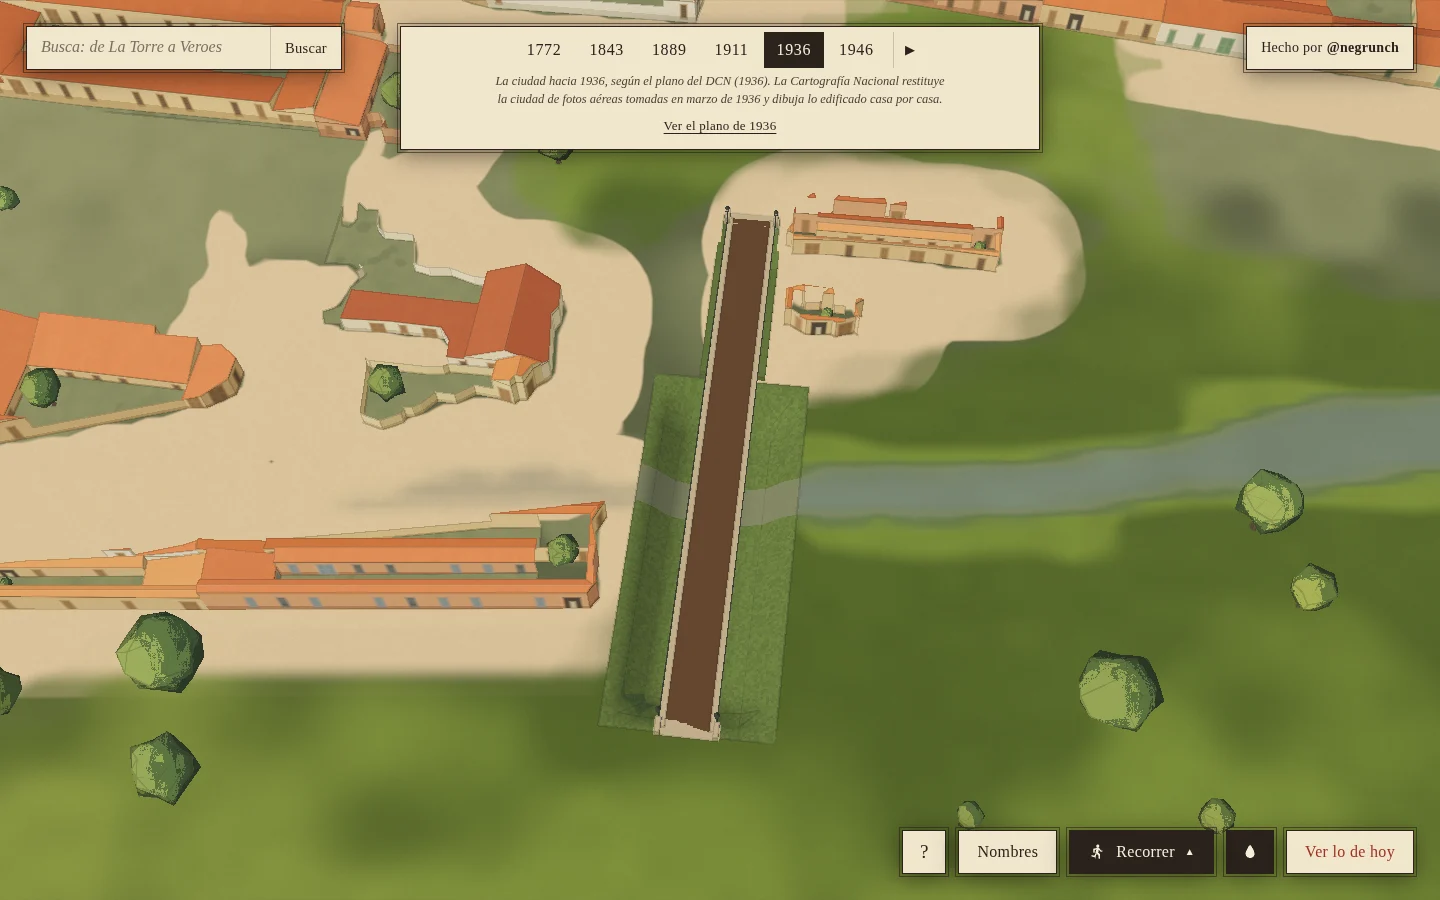 Busca: de La Torre a Veroes
Buscar
1772 1843 1889 1911 1936 1946 ▶
La ciudad hacia 1936, según el plano del DCN (1936). La Cartografía Nacional restituye
la ciudad de fotos aéreas tomadas en marzo de 1936 y dibuja lo edificado casa por casa.
Ver el plano de 1936
Hecho por @negrunch
?
Nombres
Recorrer ▲
Ver lo de hoy